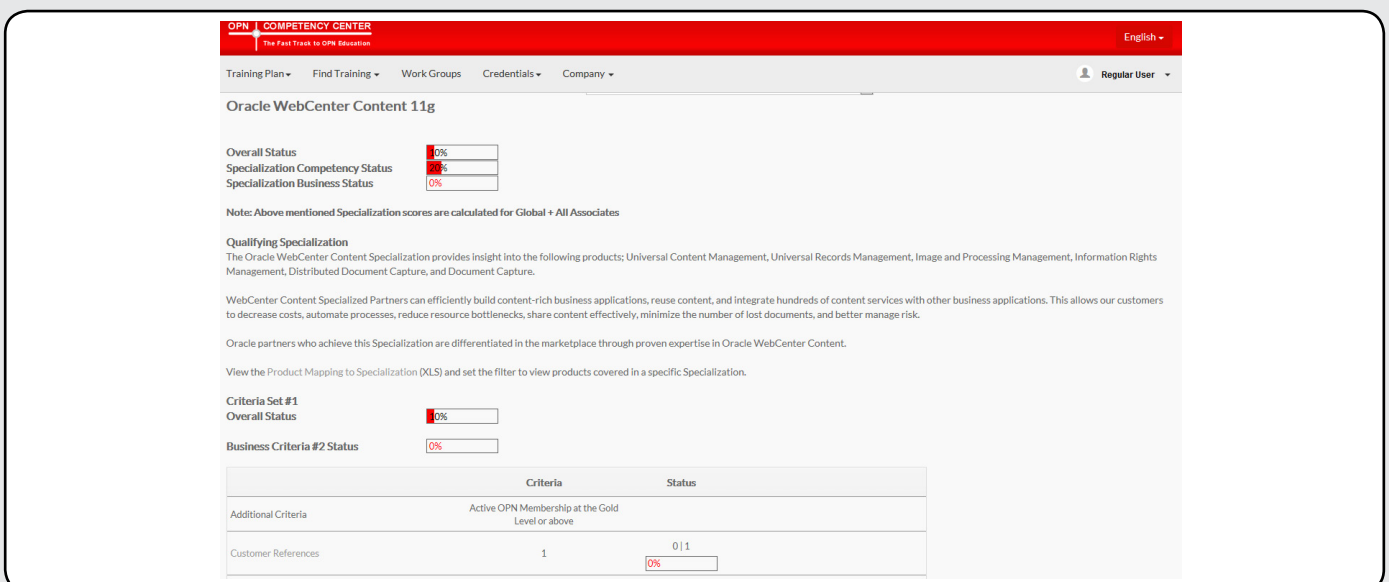 OPN COMPETENCY CENTER
The Fast Track to OPN Education
English
Training Plan Find Training Work Groups Credentials Company Regular User
Oracle WebCenter Content 11g
Overall Status 10%
Specialization Competency Status 20%
Specialization Business Status 0%
Note: Above mentioned Specialization scores are calculated for Global + All Associates
Qualifying Specialization
The Oracle WebCenter Content Specialization provides insight into the following products; Universal Content Management, Universal Records Management, Image and Processing Management, Information Rights
Management, Distributed Document Capture, and Document Capture.
WebCenter Content Specialized Partners can efficiently build content-rich business applications, reuse content, and integrate hundreds of content services with other business applications. This allows our customers
to decrease costs, automate processes, reduce resource bottlenecks, share content effectively, minimize the number of lost documents, and better manage risk.
Oracle partners who achieve this Specialization are differentiated in the marketplace through proven expertise in Oracle WebCenter Content.
View the Product Mapping to Specialization (XLS) and set the filter to view products covered in a specific Specialization.
Criteria Set #1
Overall Status 10%
Business Criteria #2 Status 0%
Criteria Status
Additional Criteria Active OPN Membership at the Gold
Level or above
Customer References 1 0 | 1
0%